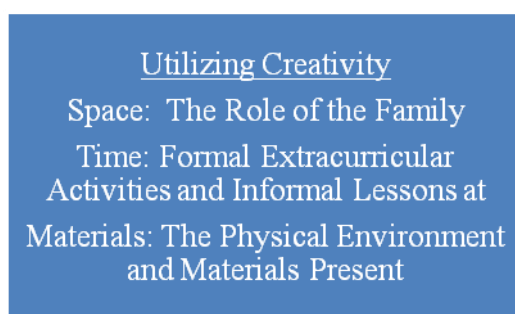 Utilizing Creativity
Space: The Role of the Family
Time: Formal Extracurricular
Activities and Informal Lessons at
Materials: The Physical Environment
and Materials Present